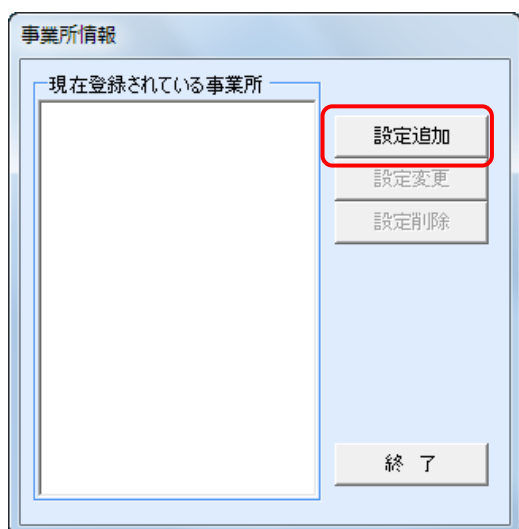 事業所情報
現在登録されている事業所
設定追加
設定変更
設定削除
終 了